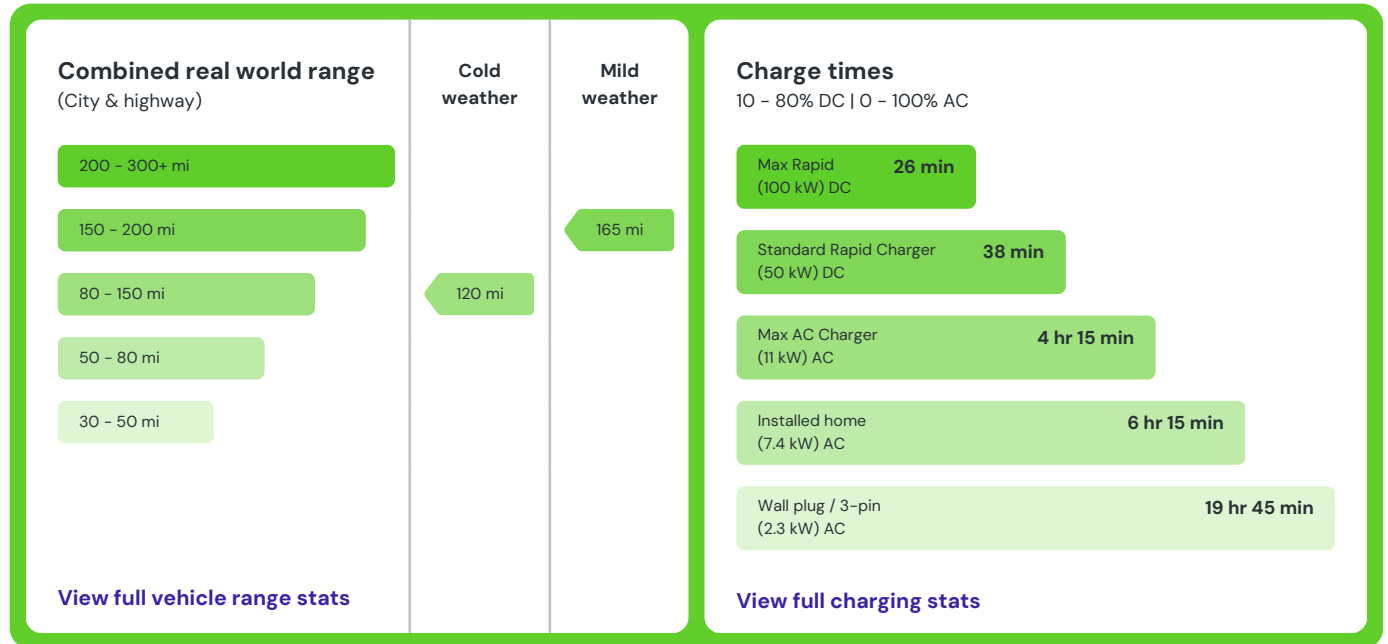 Combined real world range
(City & highway)
Cold
weather
Mild
weather
200 - 300+ mi
150 - 200 mi
165 mi
80 - 150 mi
120 mi
50 - 80 mi
30 - 50 mi
View full vehicle range stats
Charge times
10 - 80% DC | 0 - 100% AC
Max Rapid
(100 kW) DC
26 min
Standard Rapid Charger
(50 kW) DC
38 min
Max AC Charger
(11 kW) AC
4 hr 15 min
Installed home
(7.4 kW) AC
6 hr 15 min
Wall plug / 3-pin
(2.3 kW) AC
19 hr 45 min
View full charging stats